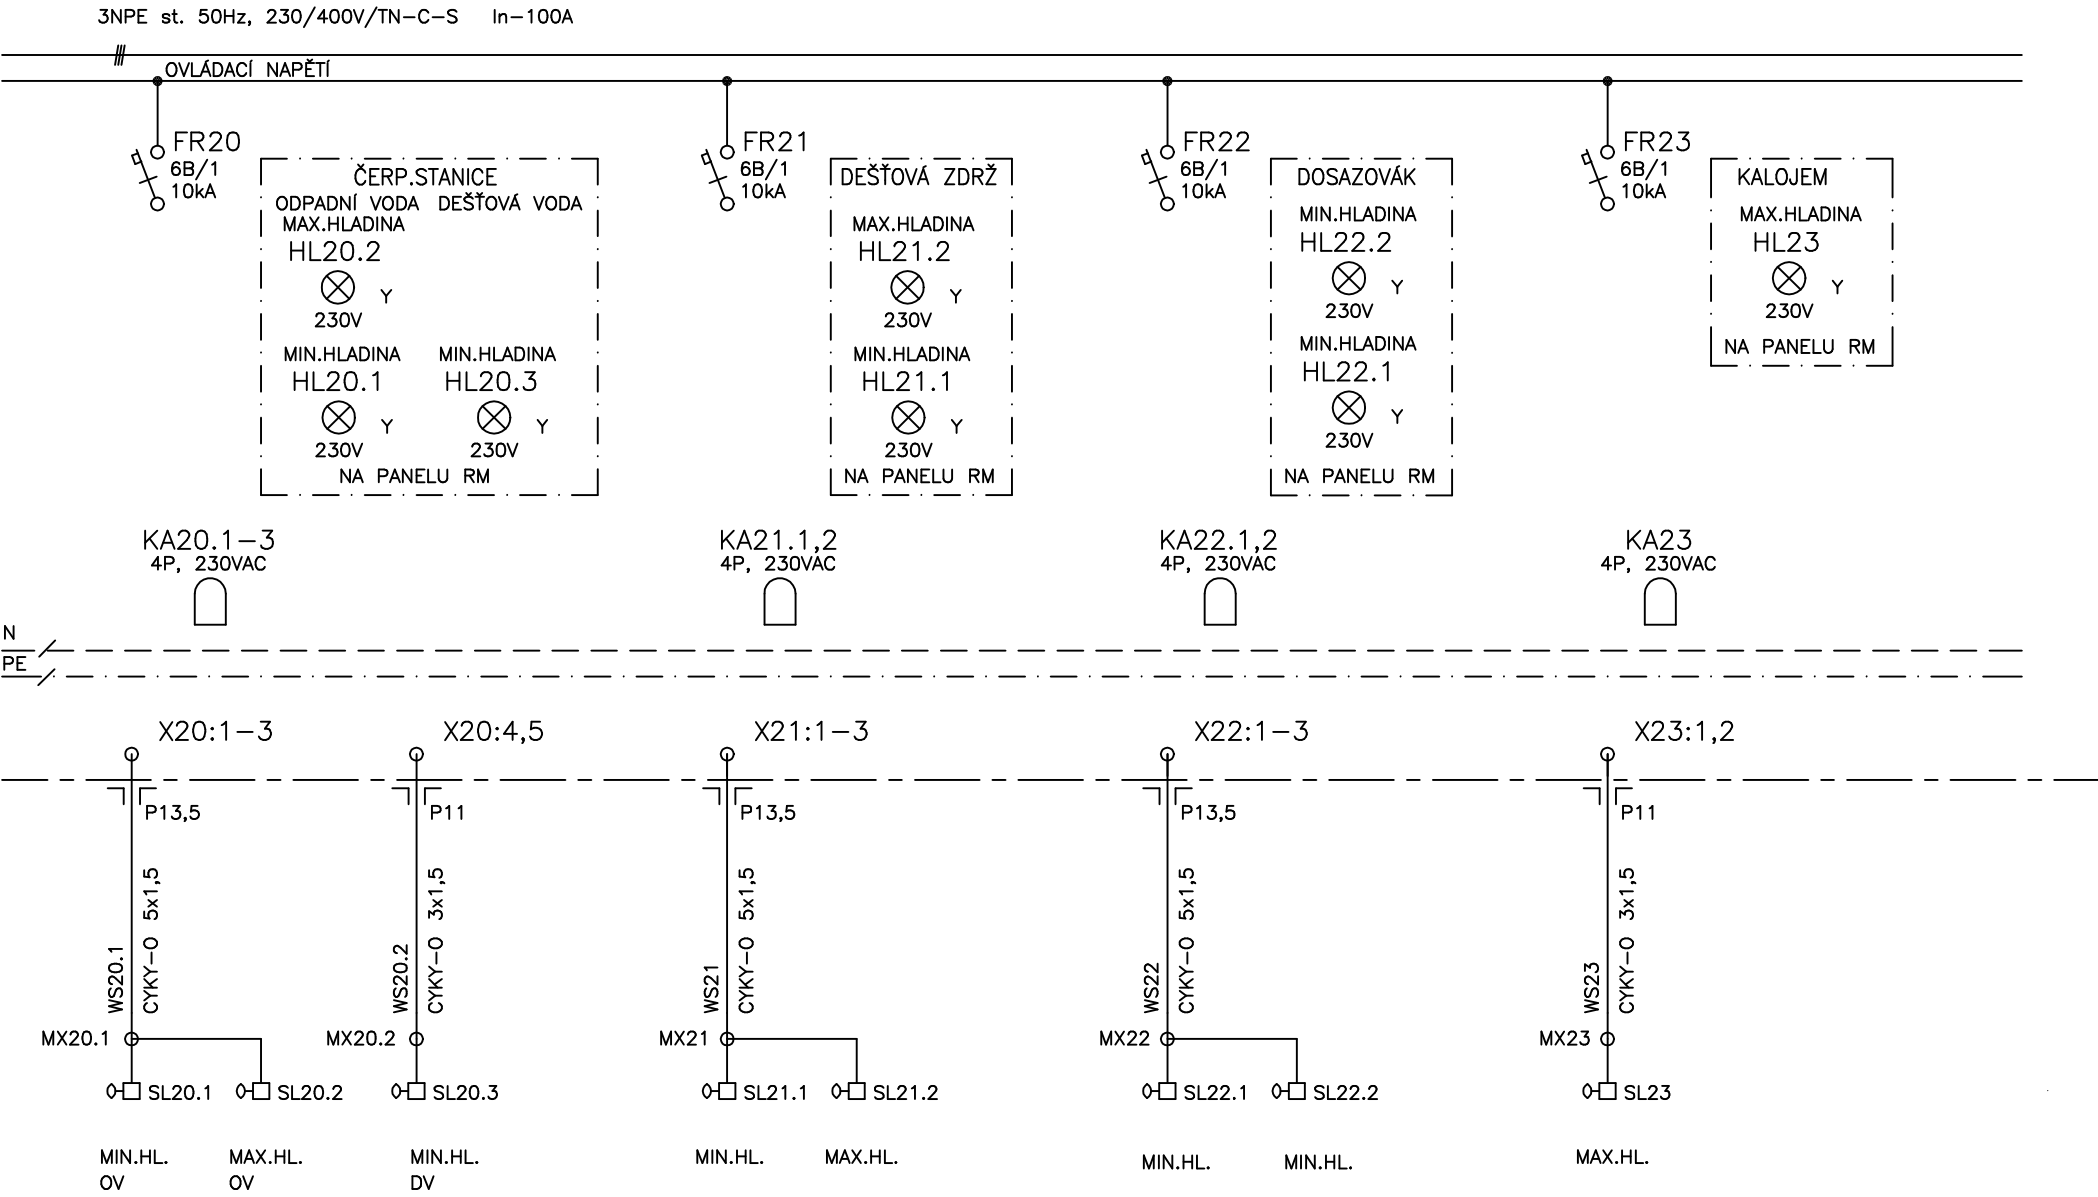 3NPE st. 50Hz, 230/400V/TN-C-S In-100A
OVLÁDACÍ NAPĚTÍ
FR20
6B/1
10kA
ČERP.STANICE
ODPADNÍ VODA DEŠŤOVÁ VODA
MAX.HLADINA
HL20.2
Y
230V
MIN.HLADINA MIN.HLADINA
HL20.1 HL20.3
Y Y
230V 230V
NA PANELU RM
FR21
6B/1
10kA
DEŠŤOVÁ ZDRŽ
MAX.HLADINA
HL21.2
Y
230V
MIN.HLADINA
HL21.1
Y
230V
NA PANELU RM
FR22
6B/1
10kA
DOSAZOVÁK
MIN.HLADINA
HL22.2
Y
230V
MIN.HLADINA
HL22.1
Y
230V
NA PANELU RM
FR23
6B/1
10kA
KALOJEM
MAX.HLADINA
HL23
Y
230V
NA PANELU RM
KA20.1-3
4P, 230VAC
KA21.1,2
4P, 230VAC
KA22.1,2
4P, 230VAC
KA23
4P, 230VAC
N
PE
X20:1-3 X20:4,5 X21:1-3 X22:1-3 X23:1,2
P13,5 P11 P13,5 P13,5 P11
WS20.1
CYKY-O 5x1,5
WS20.2
CYKY-O 3x1,5
WS21
CYKY-O 5x1,5
WS22
CYKY-O 5x1,5
WS23
CYKY-O 3x1,5
MX20.1 MX20.2 MX21 MX22 MX23
SL20.1 SL20.2 SL20.3 SL21.1 SL21.2 SL22.1 SL22.2 SL23
MIN.HL. MAX.HL. MIN.HL. MIN.HL. MAX.HL. MIN.HL. MIN.HL. MAX.HL.
OV OV DV